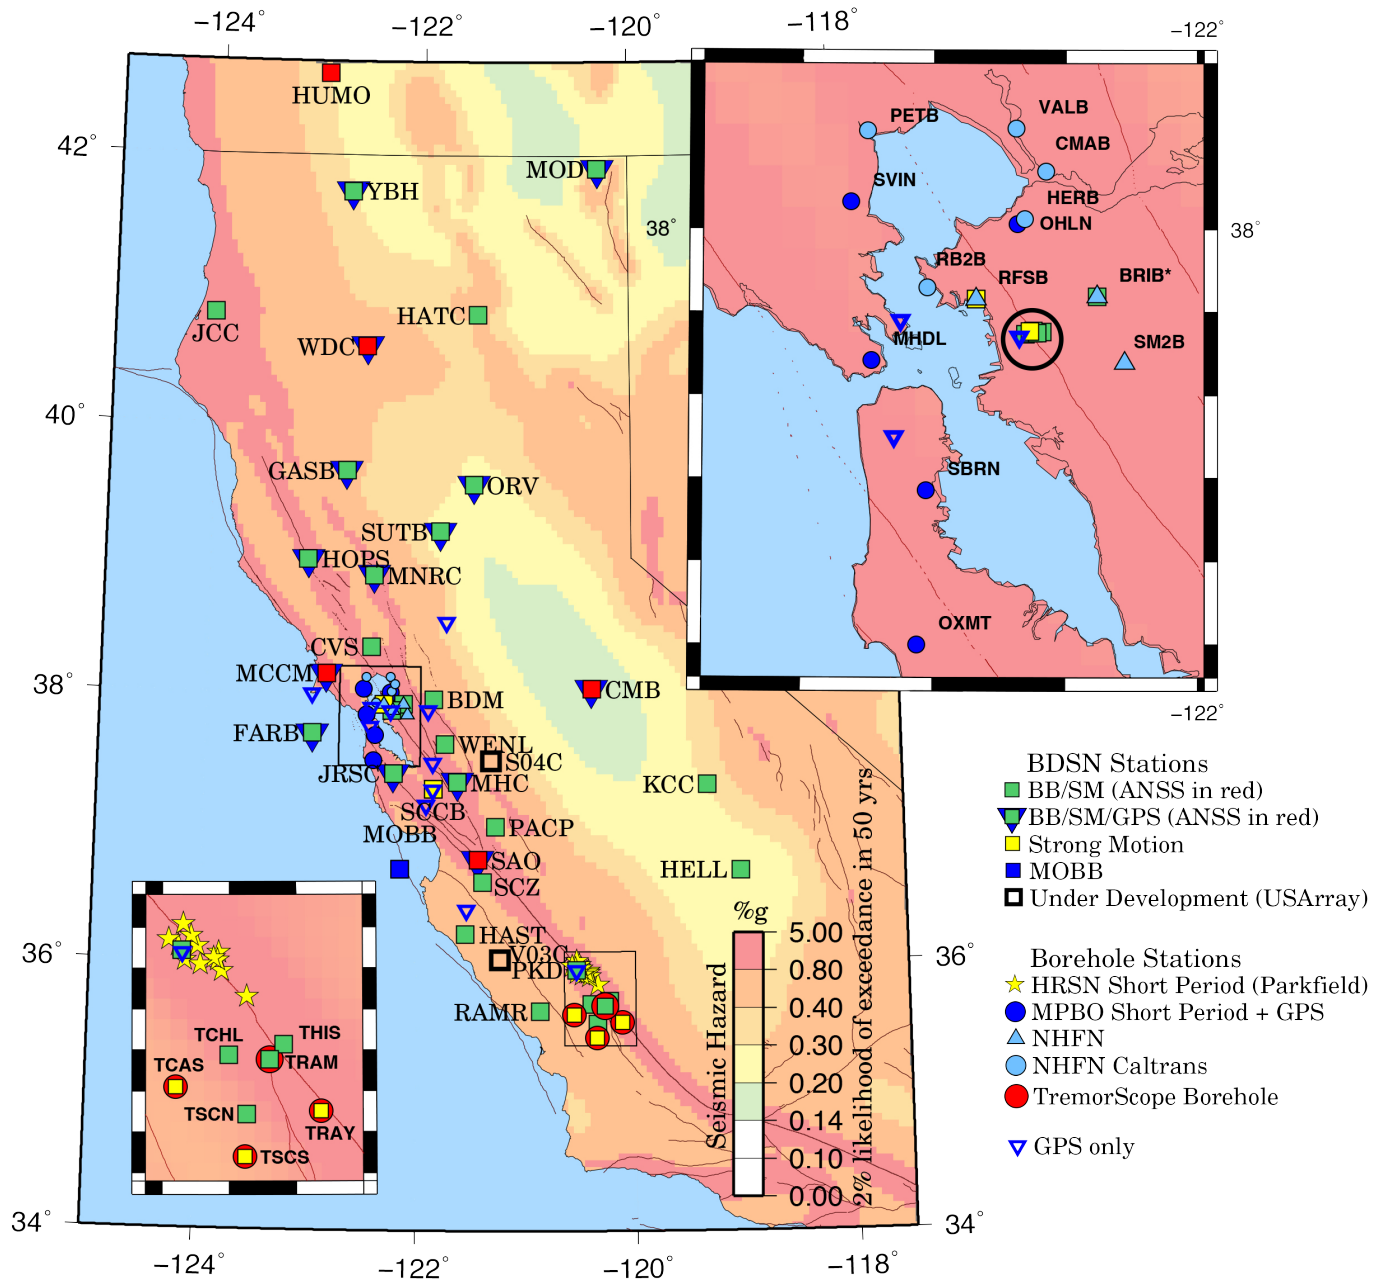 −124°
−122°
−120°
−118°
−122°
HUMO
42°
MOD
YBH
JCC
HATC
WDC
40°
GASB
ORV
SUTB
HOPS
MNRC
CVS
MCCM
38°
CMB
BDM
FARB
WENL
S04C
JRSC
MHC
KCC
SCCB
MOBB
PACP
SAO
HELL
SCZ
HAST
V03C
PKD
36°
36°
RAMR
34°
34°
−124°
−122°
−120°
−118°
PETB
VALB
CMAB
SVIN
HERB
OHLN
38°
38°
RB2B
RFSB
BRIB*
MHDL
SM2B
SBRN
OXMT
−122°
TCHL
THIS
TCAS
TRAM
TSCN
TRAY
TSCS
%g
5.00
0.80
0.40
0.30
0.20
0.14
0.10
0.00
Seismic Hazard
2% likelihood of exceedance in 50 yrs
BDSN Stations
BB/SM (ANSS in red)
BB/SM/GPS (ANSS in red)
Strong Motion
MOBB
Under Development (USArray)
Borehole Stations
HRSN Short Period (Parkfield)
MPBO Short Period + GPS
NHFN
NHFN Caltrans
TremorScope Borehole
GPS only